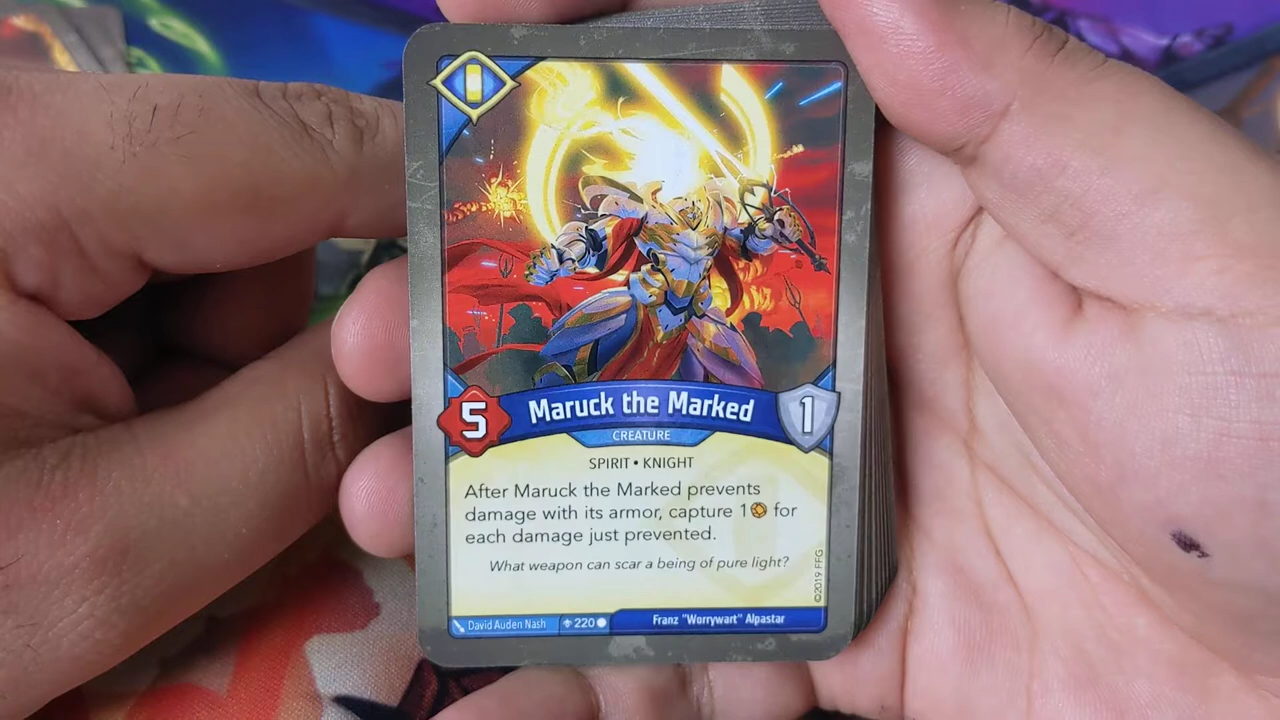 5
Maruck the Marked
1
CREATURE
SPIRIT • KNIGHT
After Maruck the Marked prevents
damage with its armor, capture 1 for
each damage just prevented.
What weapon can scar a being of pure light?
©2019 FFG
David Auden Nash
220
Franz "Worrywart" Alpastar